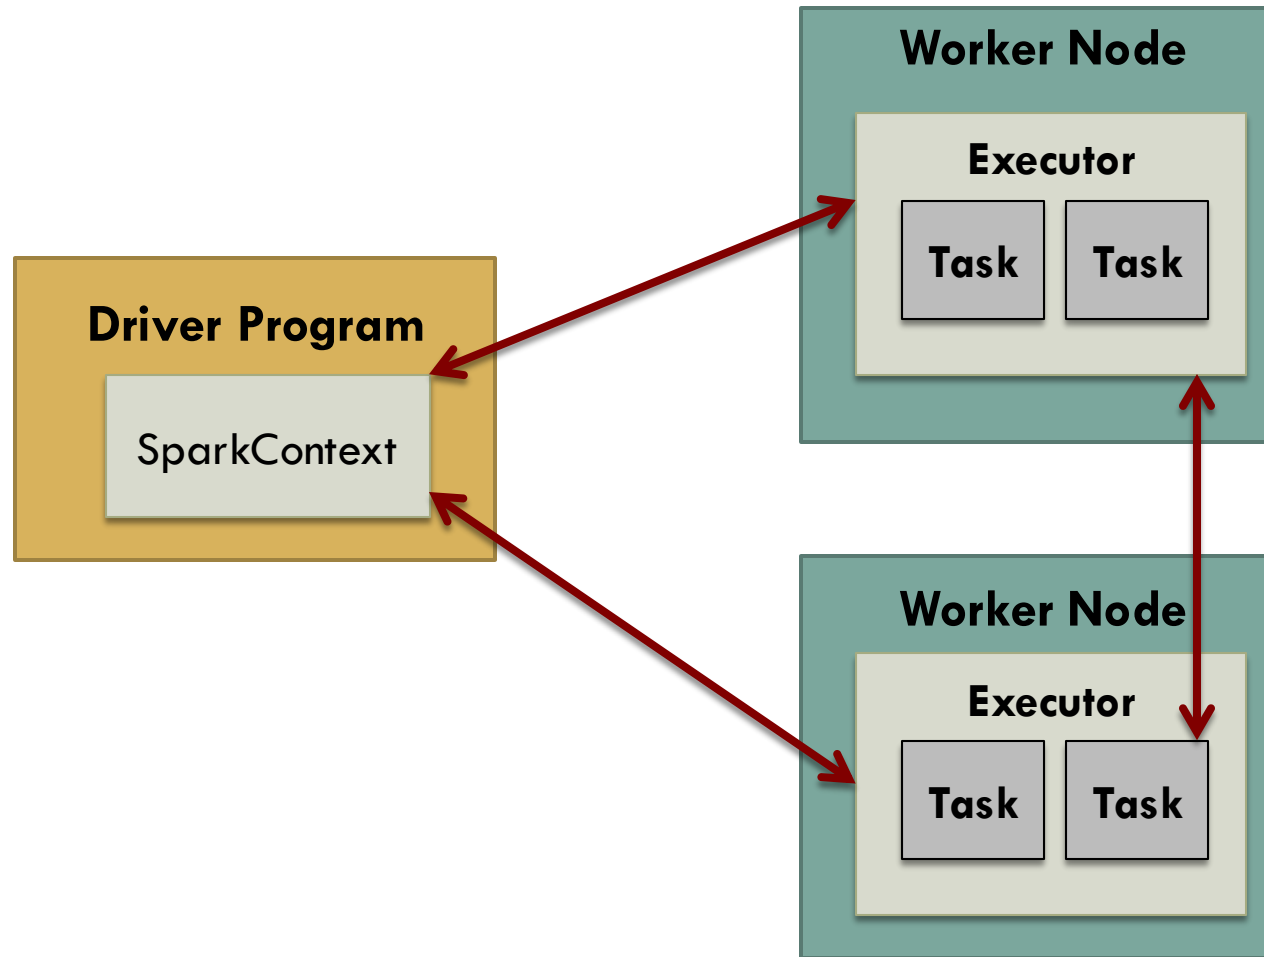 Worker Node
Executor
Task Task
Driver Program
SparkContext
Worker Node
Executor
Task Task